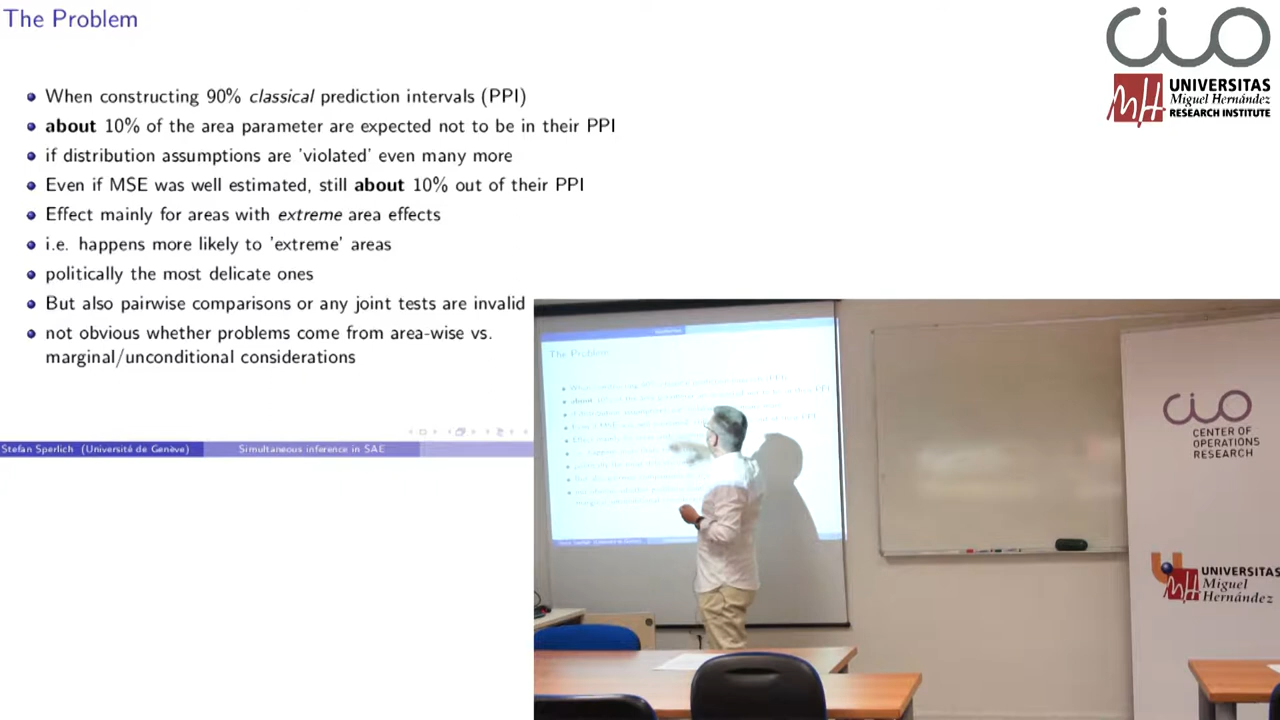 The Problem
When constructing 90% classical prediction intervals (PPI)
about 10% of the area parameter are expected not to be in their PPI
if distribution assumptions are 'violated' even many more
Even if MSE was well estimated, still about 10% out of their PPI
Effect mainly for areas with extreme area effects
i.e. happens more likely to 'extreme' areas
politically the most delicate ones
But also pairwise comparisons or any joint tests are invalid
not obvious whether problems come from area-wise vs.
marginal/unconditional considerations
Stefan Sperlich (Université de Genève)
Simultaneous inference in SAE
cio
UNIVERSITAS
Miguel Hernández
RESEARCH INSTITUTE
The Problem
cio
CENTER OF
OPERATIONS
RESEARCH
UNIVERSITAS
Miguel
Hernández